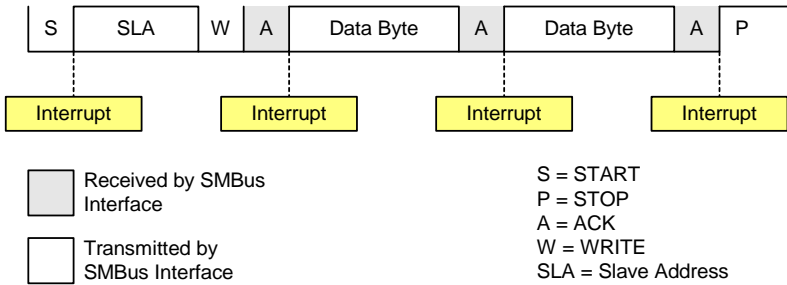 S SLA W A Data Byte A Data Byte A P
Interrupt Interrupt Interrupt Interrupt
Received by SMBus
Interface
Transmitted by
SMBus Interface
S = START
P = STOP
A = ACK
W = WRITE
SLA = Slave Address